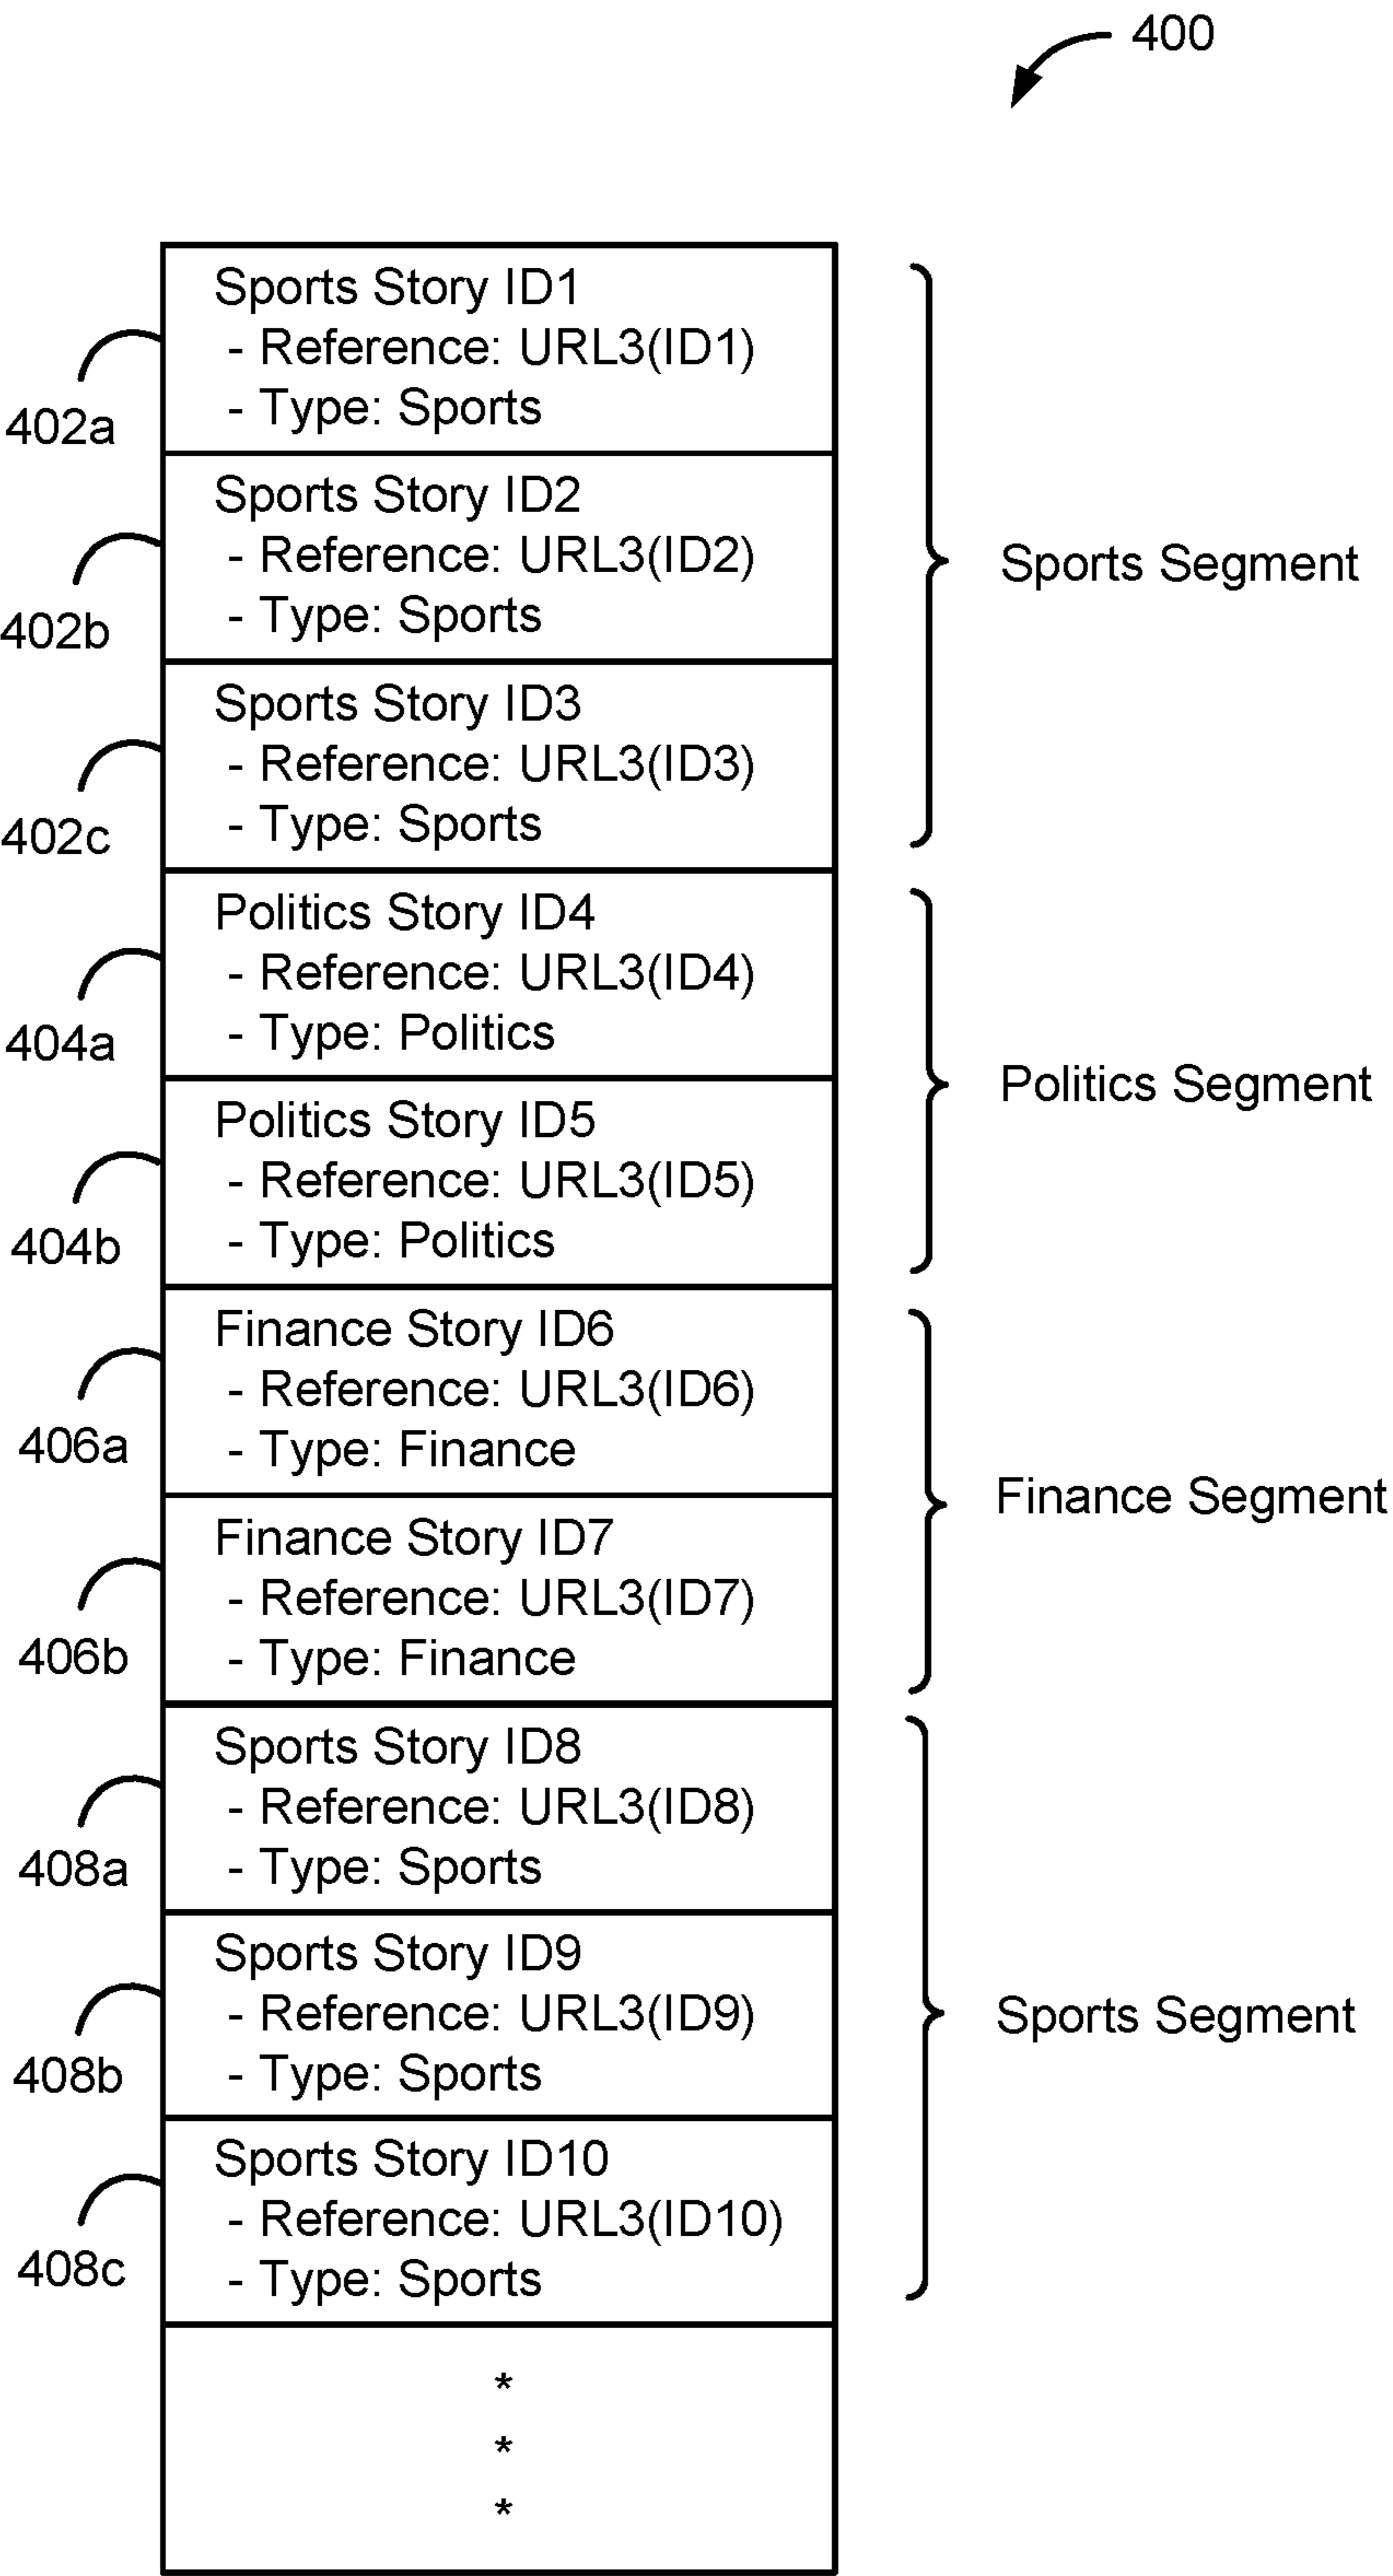 400
Sports Story ID1
- Reference: URL3(ID1)
- Type: Sports
402a
Sports Story ID2
- Reference: URL3(ID2)
- Type: Sports
402b
Sports Segment
Sports Story ID3
- Reference: URL3(ID3)
- Type: Sports
402c
Politics Story ID4
- Reference: URL3(ID4)
- Type: Politics
404a
Politics Segment
Politics Story ID5
- Reference: URL3(ID5)
- Type: Politics
404b
Finance Story ID6
- Reference: URL3(ID6)
- Type: Finance
406a
Finance Segment
Finance Story ID7
- Reference: URL3(ID7)
- Type: Finance
406b
Sports Story ID8
- Reference: URL3(ID8)
- Type: Sports
408a
Sports Story ID9
- Reference: URL3(ID9)
- Type: Sports
408b
Sports Segment
Sports Story ID10
- Reference: URL3(ID10)
- Type: Sports
408c
*
*
*